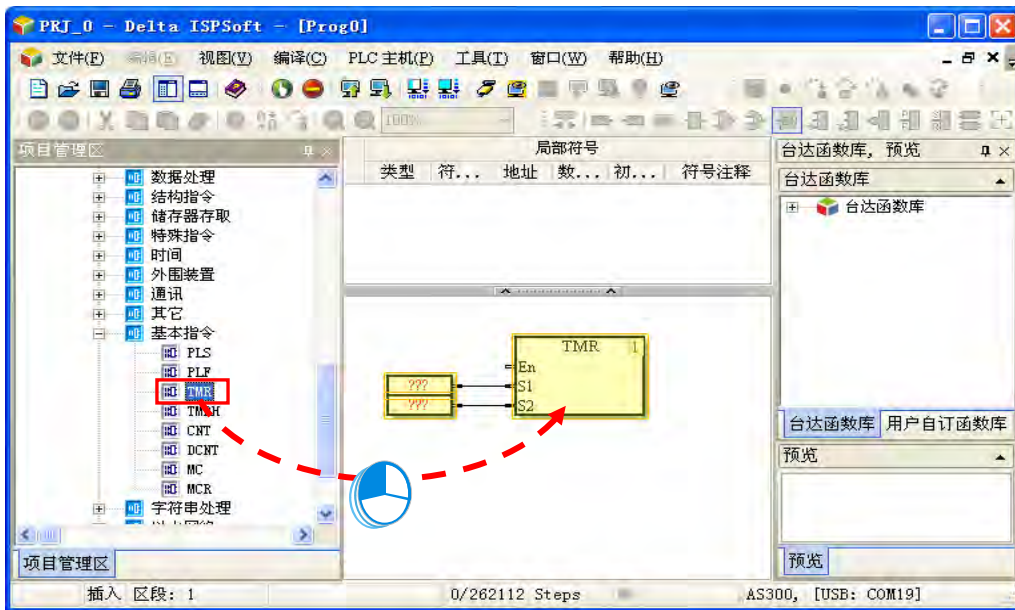 PRJ_0 - Delta ISPSoft - [Prog0]
文件(F) 编辑(E) 视图(V) 编译(C) PLC 主机(P) 工具(T) 窗口(W) 帮助(H)
100%
项目管理区
数据处理
结构指令
储存器存取
特殊指令
时间
外围装置
通讯
其它
基本指令
PLS
PLF
TMR
TMRH
CNT
DCNT
MC
MCR
字符串处理
项目管理区
局部符号
类型 符... 地址 数... 初... 符号注释
TMR 1
En
??? S1
??? S2
台达函数库, 预览
台达函数库
台达函数库
台达函数库 用户自订函数库
预览
预览
插入 区段: 1 0/262112 Steps AS300, [USB: COM19]